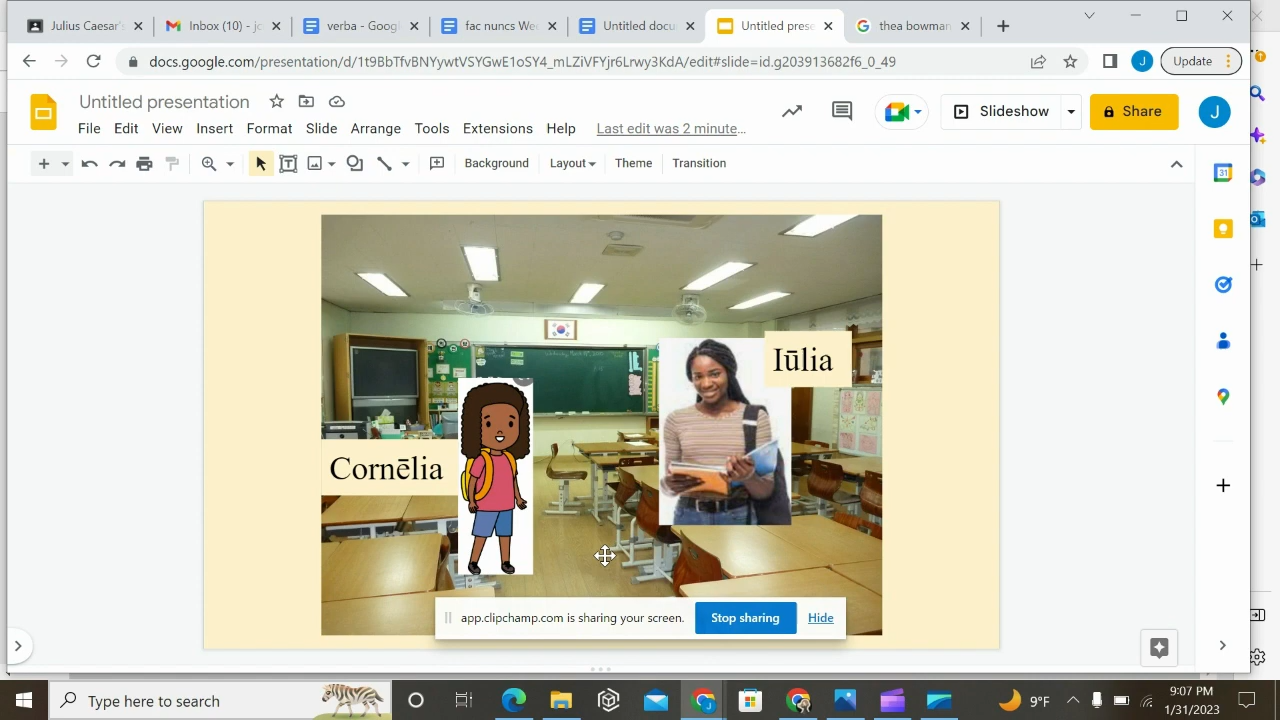 Julius Caesar's
Inbox (10) - jo
verba - Googl
fac nuncs Wee
Untitled docu
Untitled prese
thea bowman
docs.google.com/presentation/d/1t9BbTfVBNYywtVSYGwE1oSY4_mLZiVFYjr6Lrwy3KdA/edit#slide=id.g203913682f6_0_49
J
Update
Untitled presentation
File Edit View Insert Format Slide Arrange Tools Extensions Help Last edit was 2 minute...
Slideshow
Share
J
Background Layout Theme Transition
31
Iūlia
Cornēlia
app.clipchamp.com is sharing your screen. Stop sharing Hide
Type here to search
9°F
9:07 PM
1/31/2023